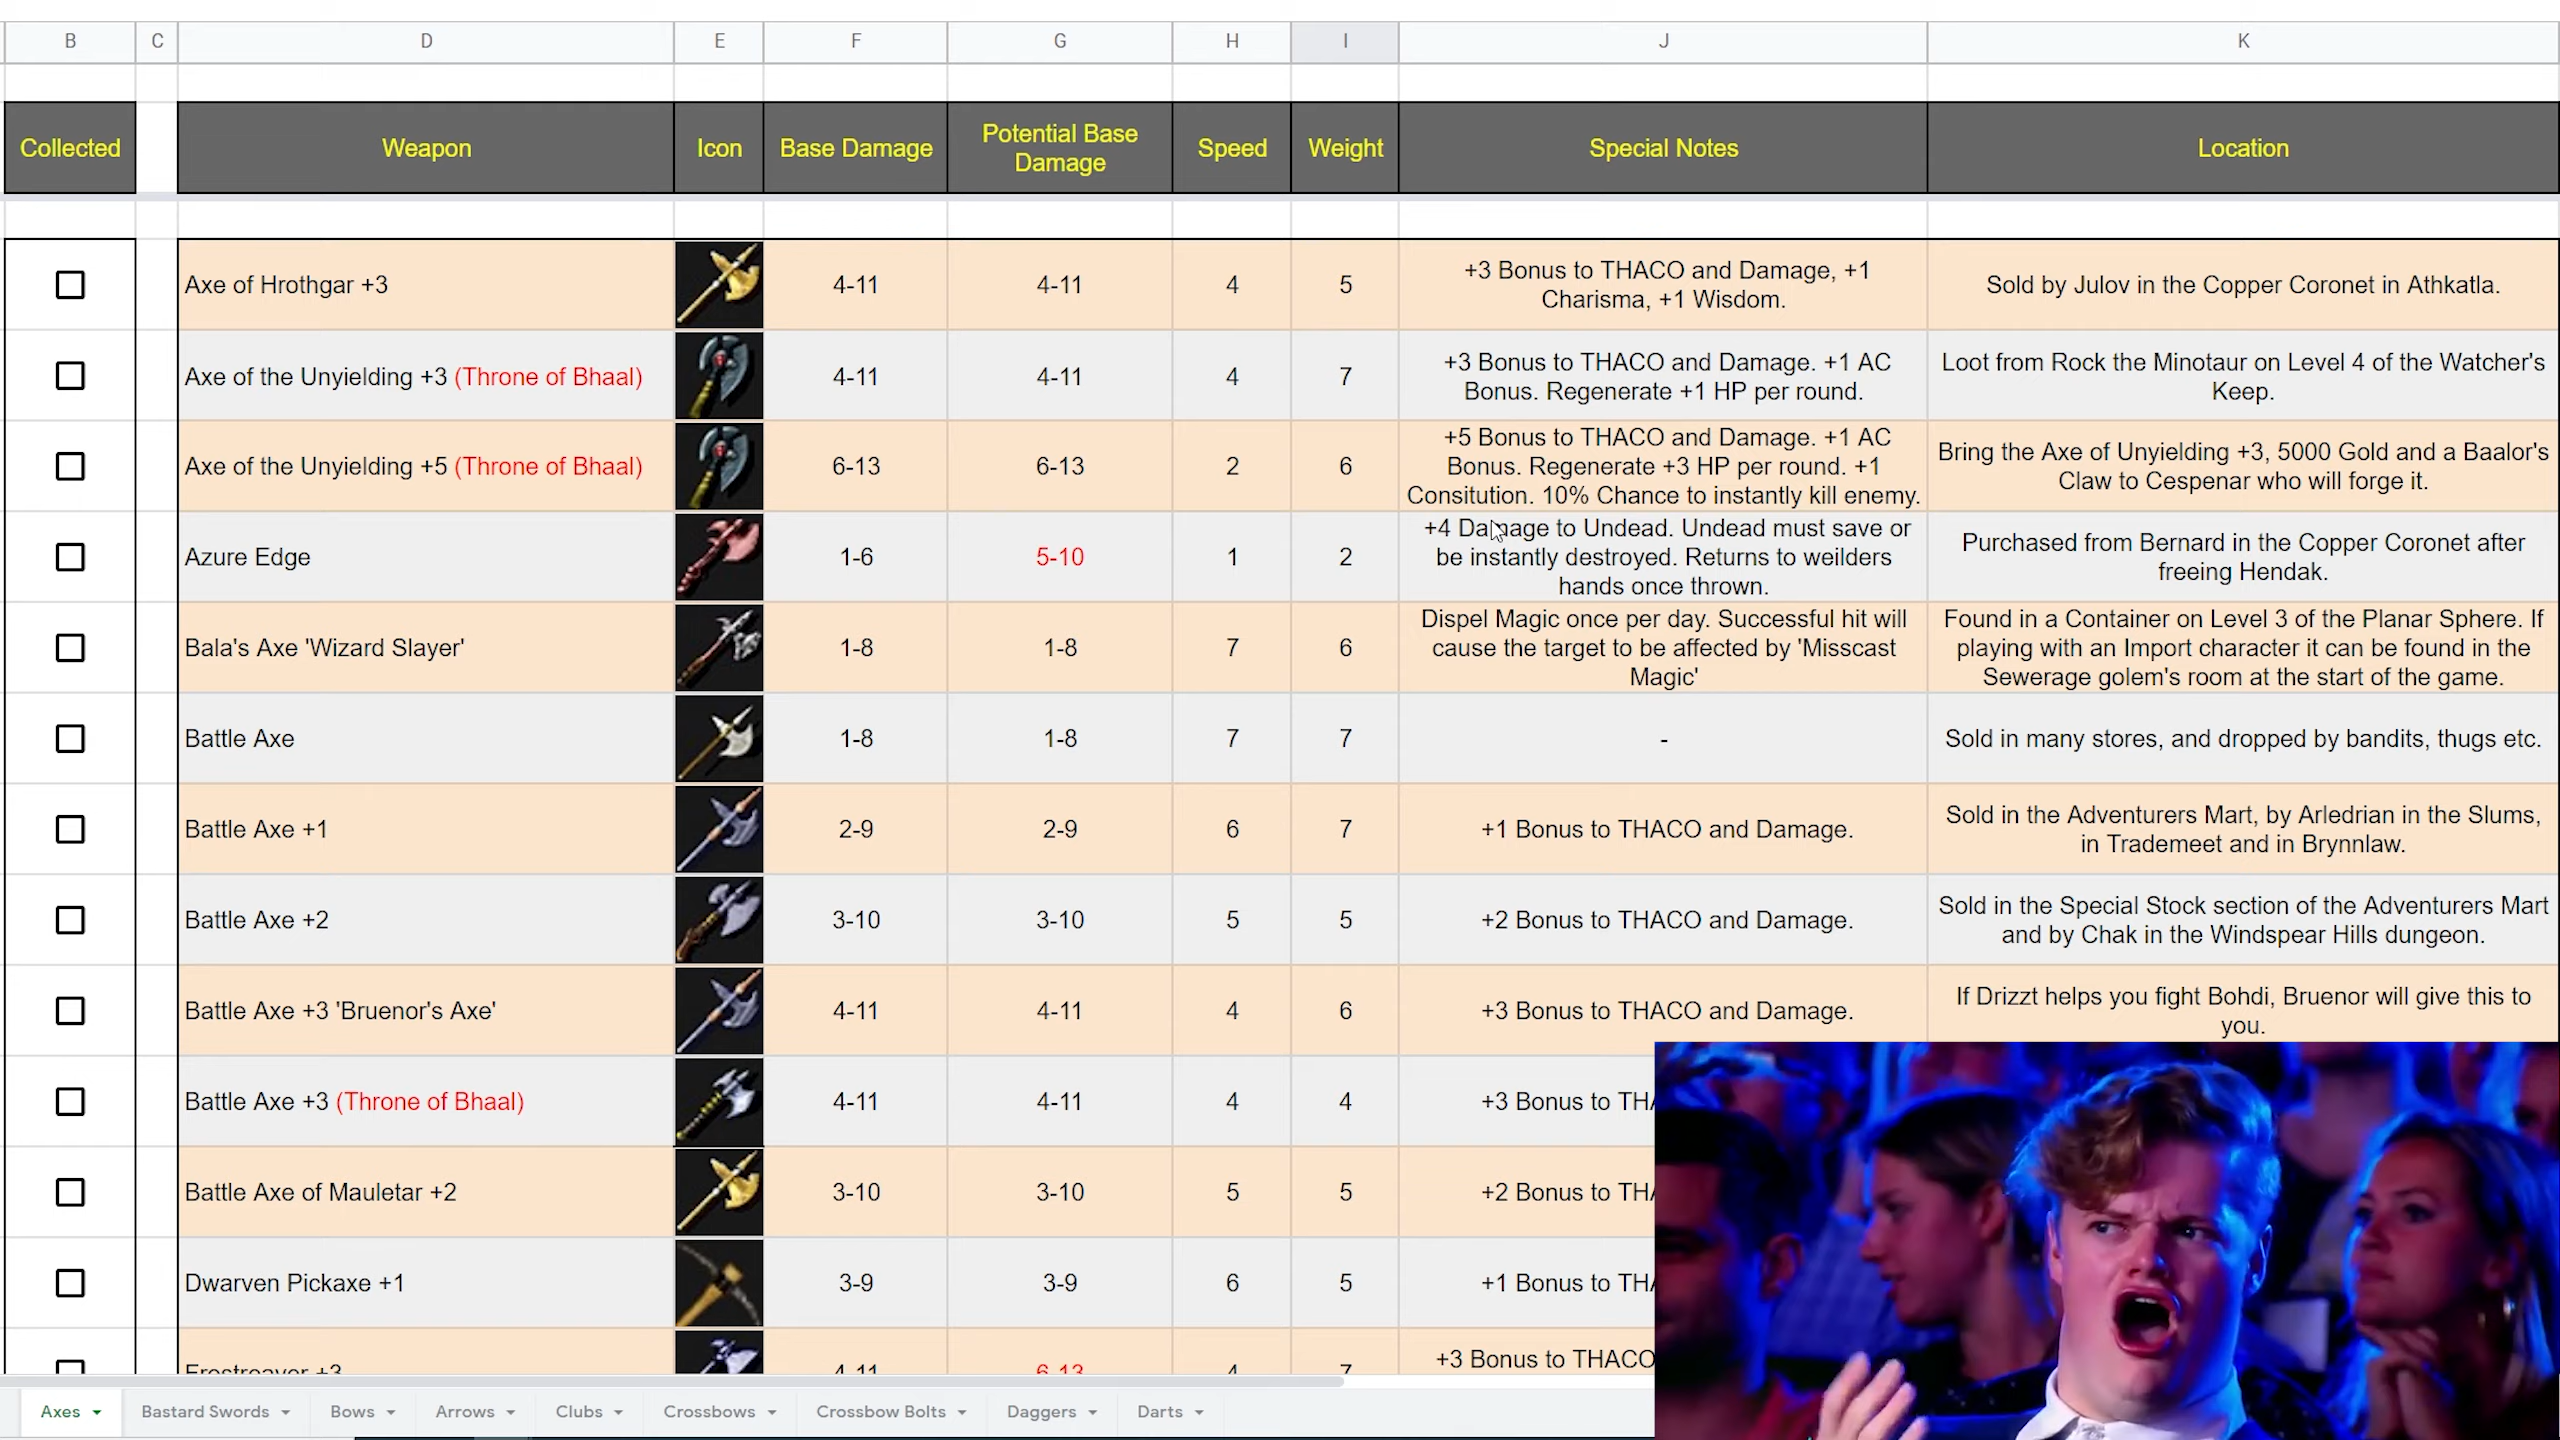 B C D E F G H I J K
Collected Weapon Icon Base Damage Potential Base Damage Speed Weight Special Notes Location
Axe of Hrothgar +3 4-11 4-11 4 5 +3 Bonus to THACO and Damage, +1 Charisma, +1 Wisdom. Sold by Julov in the Copper Coronet in Athkatla.
Axe of the Unyielding +3 (Throne of Bhaal) 4-11 4-11 4 7 +3 Bonus to THACO and Damage. +1 AC Bonus. Regenerate +1 HP per round. Loot from Rock the Minotaur on Level 4 of the Watcher's Keep.
Axe of the Unyielding +5 (Throne of Bhaal) 6-13 6-13 2 6 +5 Bonus to THACO and Damage. +1 AC Bonus. Regenerate +3 HP per round. +1 Consitution. 10% Chance to instantly kill enemy. Bring the Axe of Unyielding +3, 5000 Gold and a Baalor's Claw to Cespenar who will forge it.
Azure Edge 1-6 5-10 1 2 +4 Damage to Undead. Undead must save or be instantly destroyed. Returns to weilders hands once thrown. Purchased from Bernard in the Copper Coronet after freeing Hendak.
Bala's Axe 'Wizard Slayer' 1-8 1-8 7 6 Dispel Magic once per day. Successful hit will cause the target to be affected by 'Misscast Magic' Found in a Container on Level 3 of the Planar Sphere. If playing with an Import character it can be found in the Sewerage golem's room at the start of the game.
Battle Axe 1-8 1-8 7 7 - Sold in many stores, and dropped by bandits, thugs etc.
Battle Axe +1 2-9 2-9 6 7 +1 Bonus to THACO and Damage. Sold in the Adventurers Mart, by Arledrian in the Slums, in Trademeet and in Brynnlaw.
Battle Axe +2 3-10 3-10 5 5 +2 Bonus to THACO and Damage. Sold in the Special Stock section of the Adventurers Mart and by Chak in the Windspear Hills dungeon.
Battle Axe +3 'Bruenor's Axe' 4-11 4-11 4 6 +3 Bonus to THACO and Damage. If Drizzt helps you fight Bohdi, Bruenor will give this to you.
Battle Axe +3 (Throne of Bhaal) 4-11 4-11 4 4 +3 Bonus to
Battle Axe of Mauletar +2 3-10 3-10 5 5 +2 Bonus to
Dwarven Pickaxe +1 3-9 3-9 6 5 +1 Bonus to
Frostreaver +3 4-11 6-13 4 7 +3 Bonus to THACO
Axes Bastard Swords Bows Arrows Clubs Crossbows Crossbow Bolts Daggers Darts